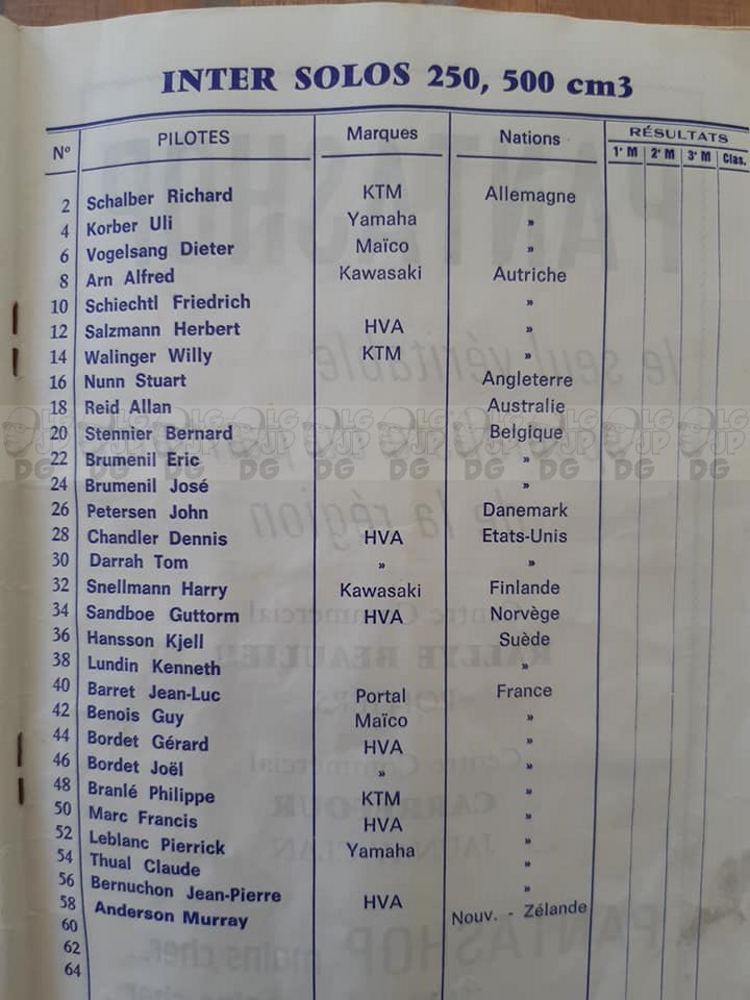 INTER SOLOS 250, 500 cm3
N° PILOTES Marques Nations RÉSULTATS
1e M 2e M 3e M Clas.
2 Schalber Richard KTM Allemagne
4 Korber Uli Yamaha »
6 Vogelsang Dieter Maïco »
8 Arn Alfred Kawasaki Autriche
10 Schiechtl Friedrich »
12 Salzmann Herbert HVA »
14 Walinger Willy KTM »
16 Nunn Stuart Angleterre
18 Reid Allan Australie
20 Stennier Bernard Belgique
22 Brumenil Eric »
24 Brumenil José »
26 Petersen John Danemark
28 Chandler Dennis HVA Etats-Unis
30 Darrah Tom » »
32 Snellmann Harry Kawasaki Finlande
34 Sandboe Guttorm HVA Norvège
36 Hansson Kjell Suède
38 Lundin Kenneth »
40 Barret Jean-Luc Portal France
42 Benois Guy Maïco »
44 Bordet Gérard HVA »
46 Bordet Joël » »
48 Branlé Philippe KTM »
50 Marc Francis HVA »
52 Leblanc Pierrick Yamaha »
54 Thual Claude »
56 Bernuchon Jean-Pierre HVA »
58 Anderson Murray Nouv. - Zélande
60
62
64